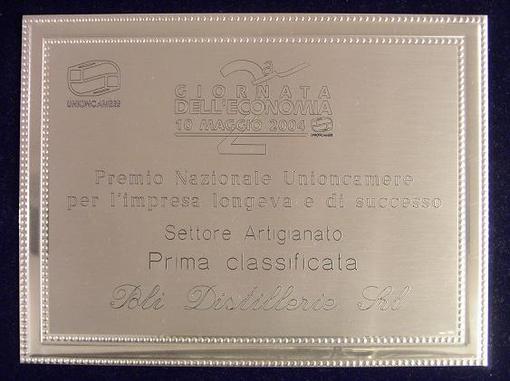 UNIONCAMERE
2ª
GIORNATA
DELL'ECONOMIA
10 MAGGIO 2004
UNIONCAMERE
Premio Nazionale Unioncamere
per l'impresa longeva e di successo
Settore Artigianato
Prima classificata
Poli Distillerie Srl